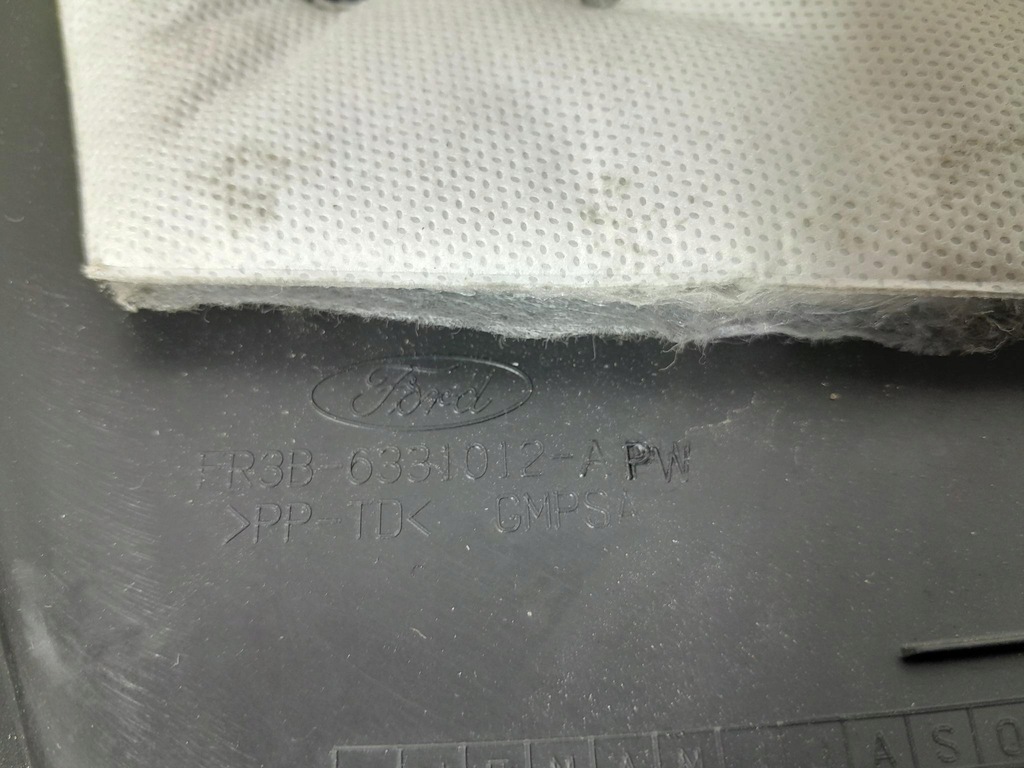 Ford
FR3B-6331012-APW
>PP-TD< GMPSA
J F M A M J J A S O